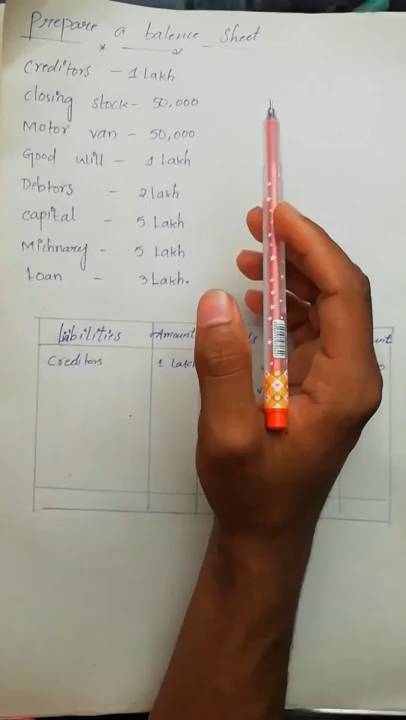 Prepare a balence sheet
Creditors - 1 lakh
Closing stock - 50,000
Motor van - 50,000
Good will - 1 lakh
Debtors - 2 lakh
Capital - 5 lakh
Michnary - 5 lakh
Loan - 3 lakh.
Liabilities Amount
Creditors 1 lakh